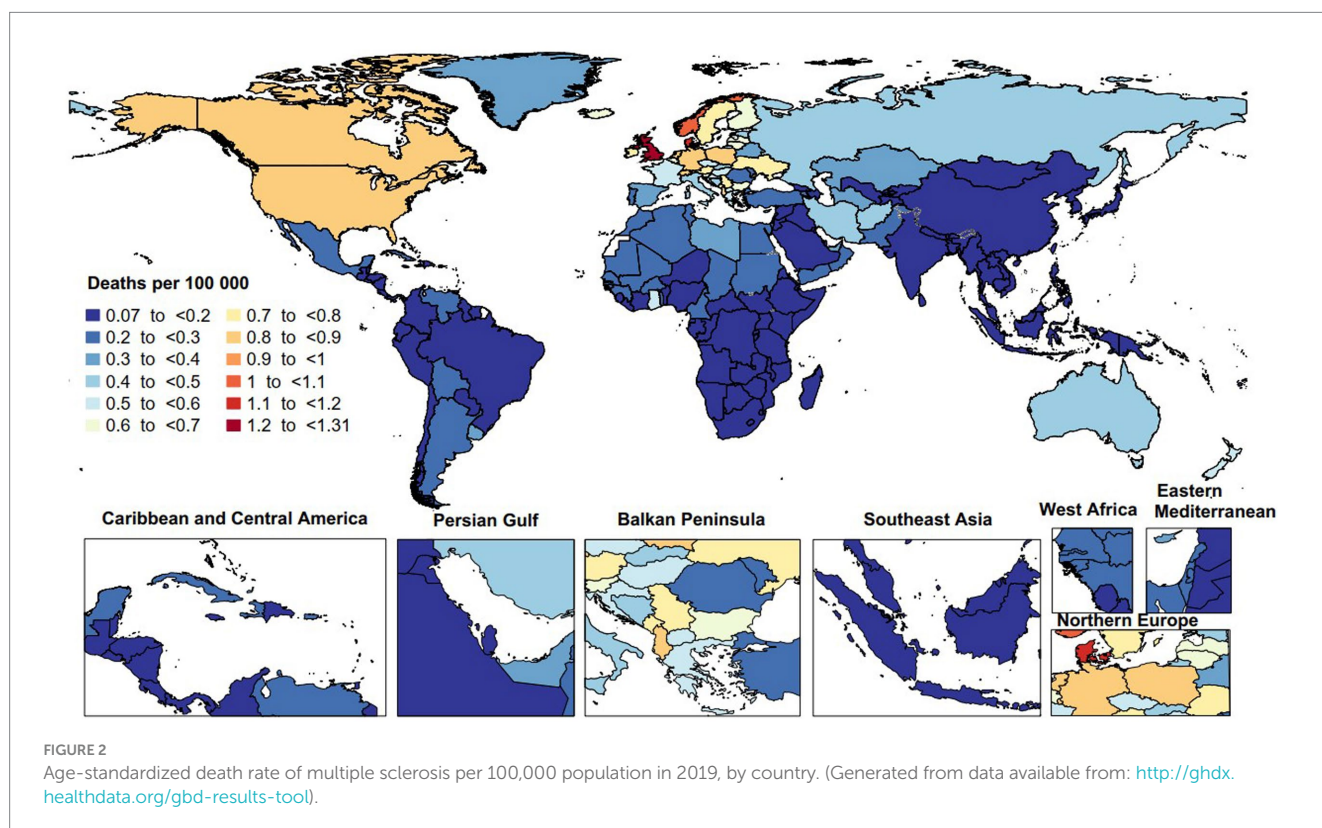 Deaths per 100 000
0.07 to <0.2
0.2 to <0.3
0.3 to <0.4
0.4 to <0.5
0.5 to <0.6
0.6 to <0.7
0.7 to <0.8
0.8 to <0.9
0.9 to <1
1 to <1.1
1.1 to <1.2
1.2 to <1.31
Caribbean and Central America
Persian Gulf
Balkan Peninsula
Southeast Asia
West Africa
Eastern
Mediterranean
Northern Europe
FIGURE 2
Age-standardized death rate of multiple sclerosis per 100,000 population in 2019, by country. (Generated from data available from: http://ghdx.
healthdata.org/gbd-results-tool).